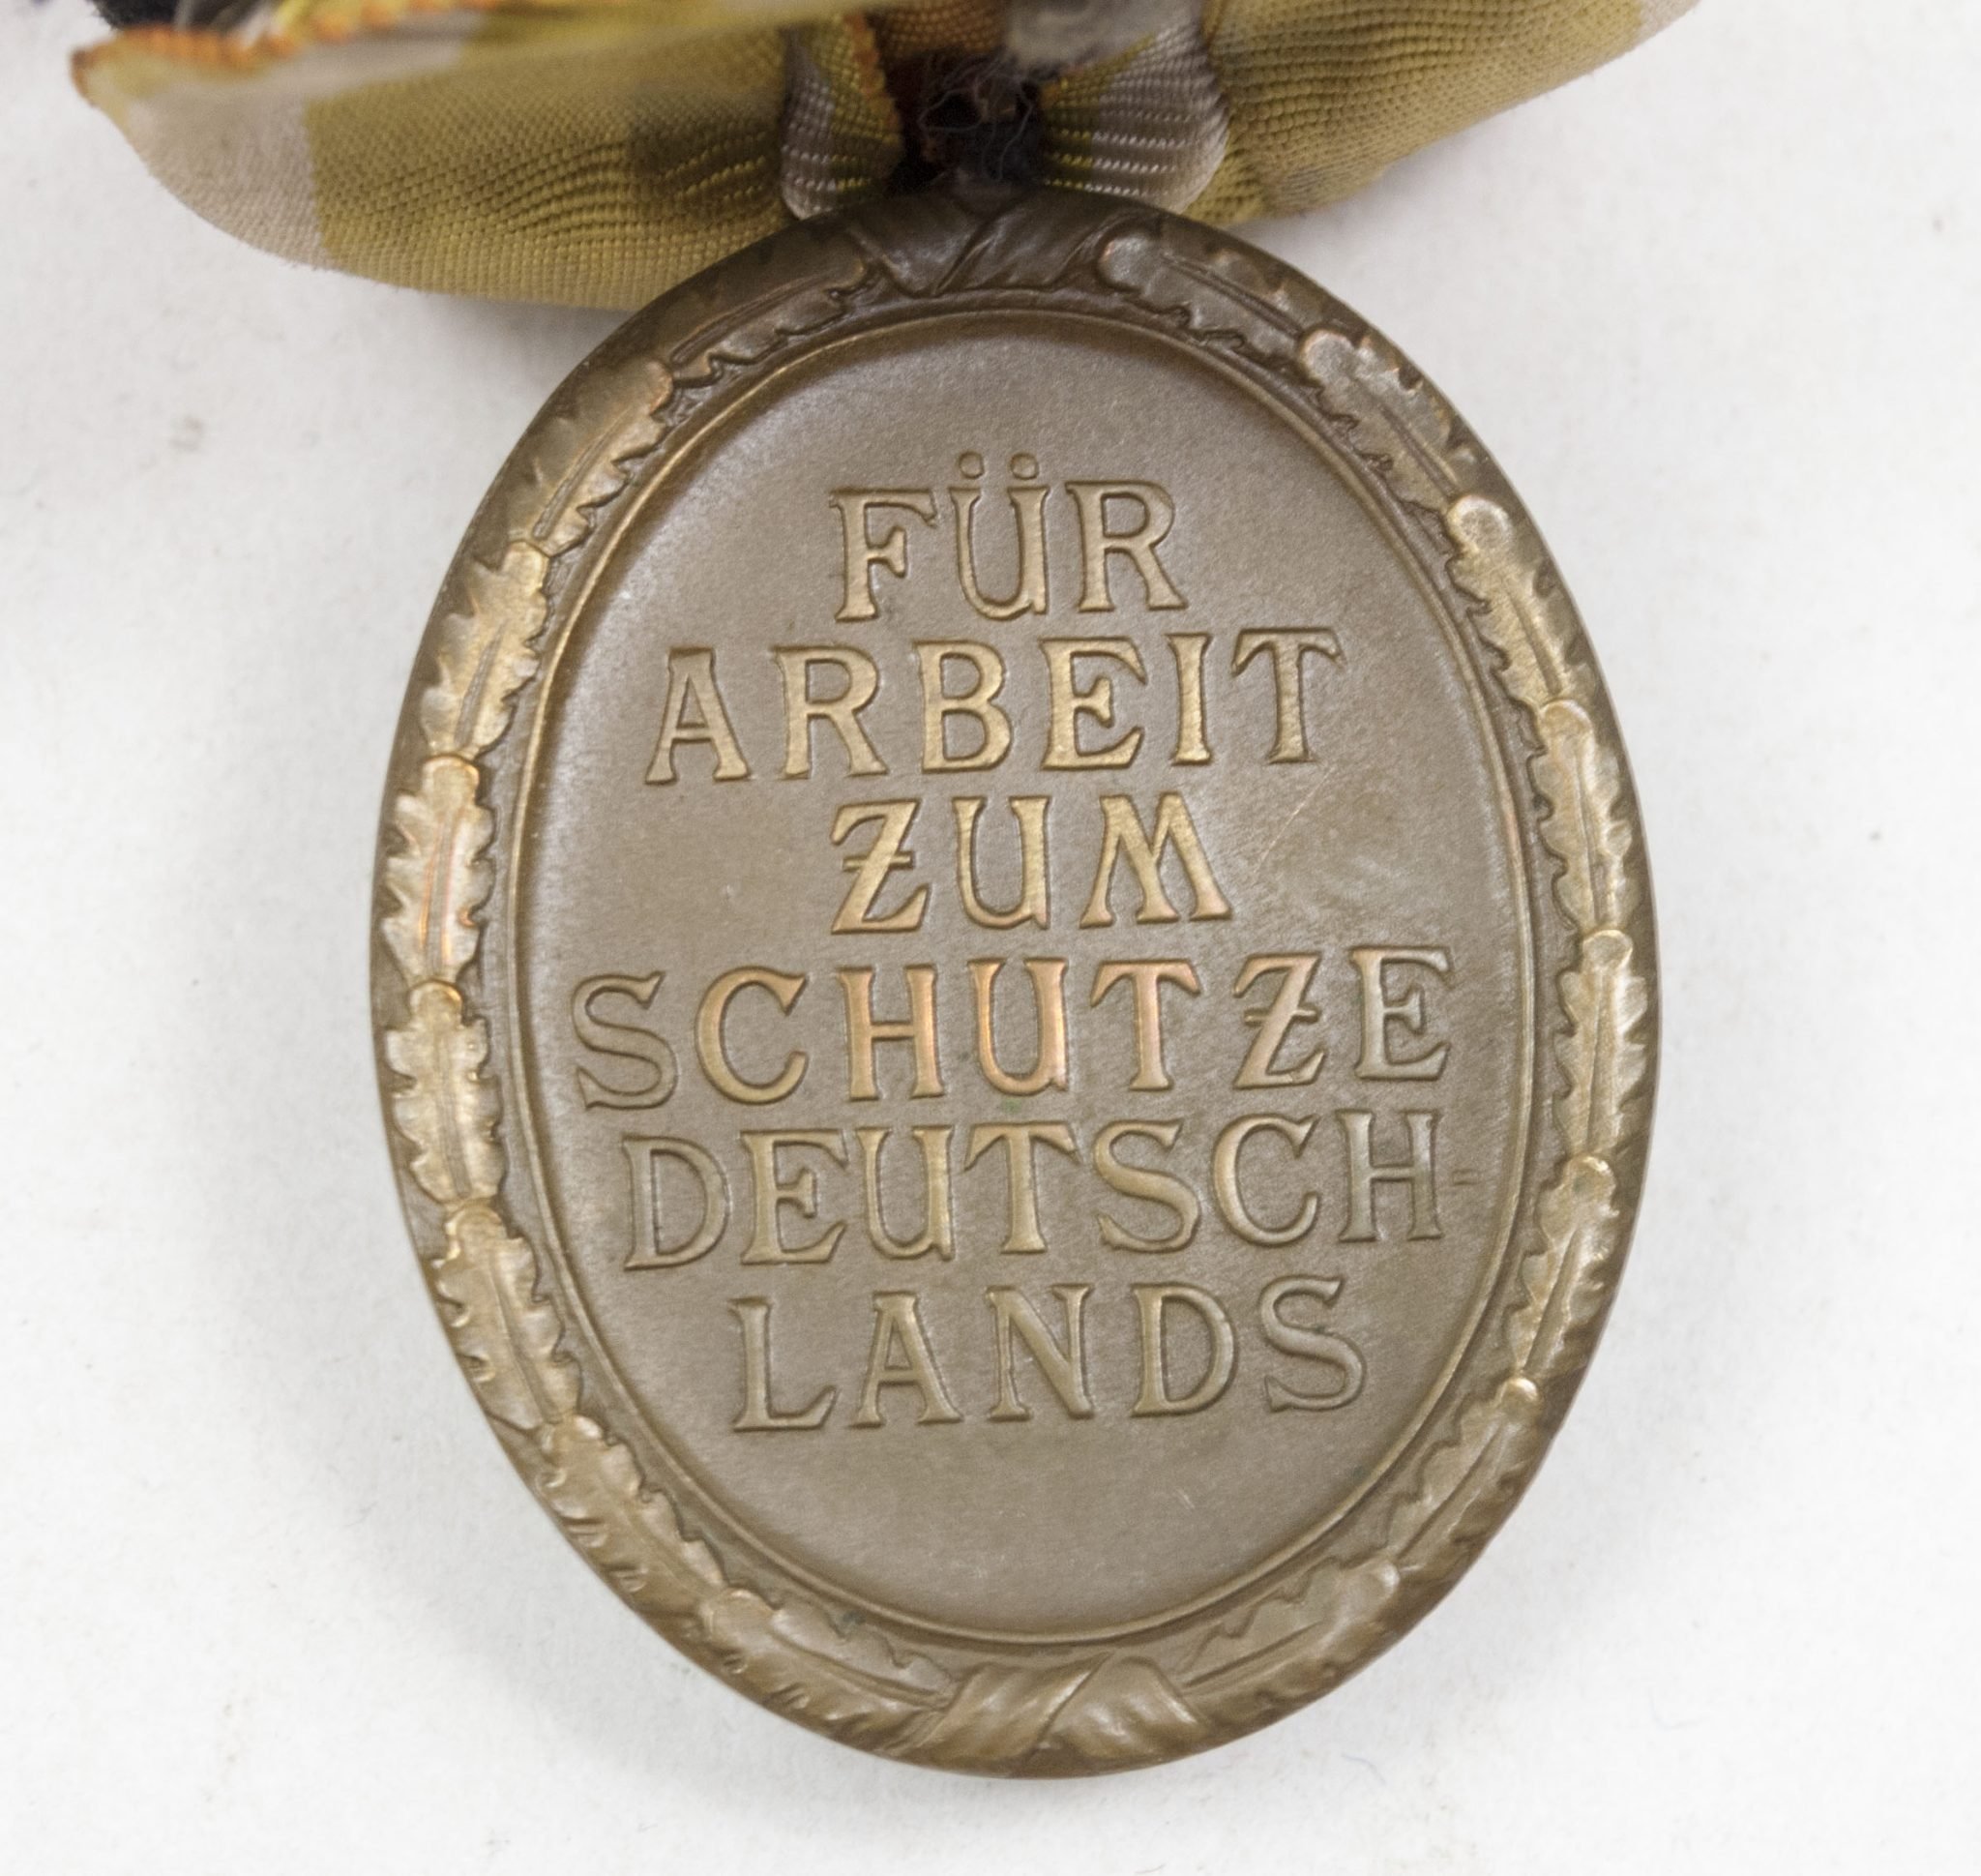 FÜR
ARBEIT
ZUM
SCHUTZE
DEUTSCH-
LANDS